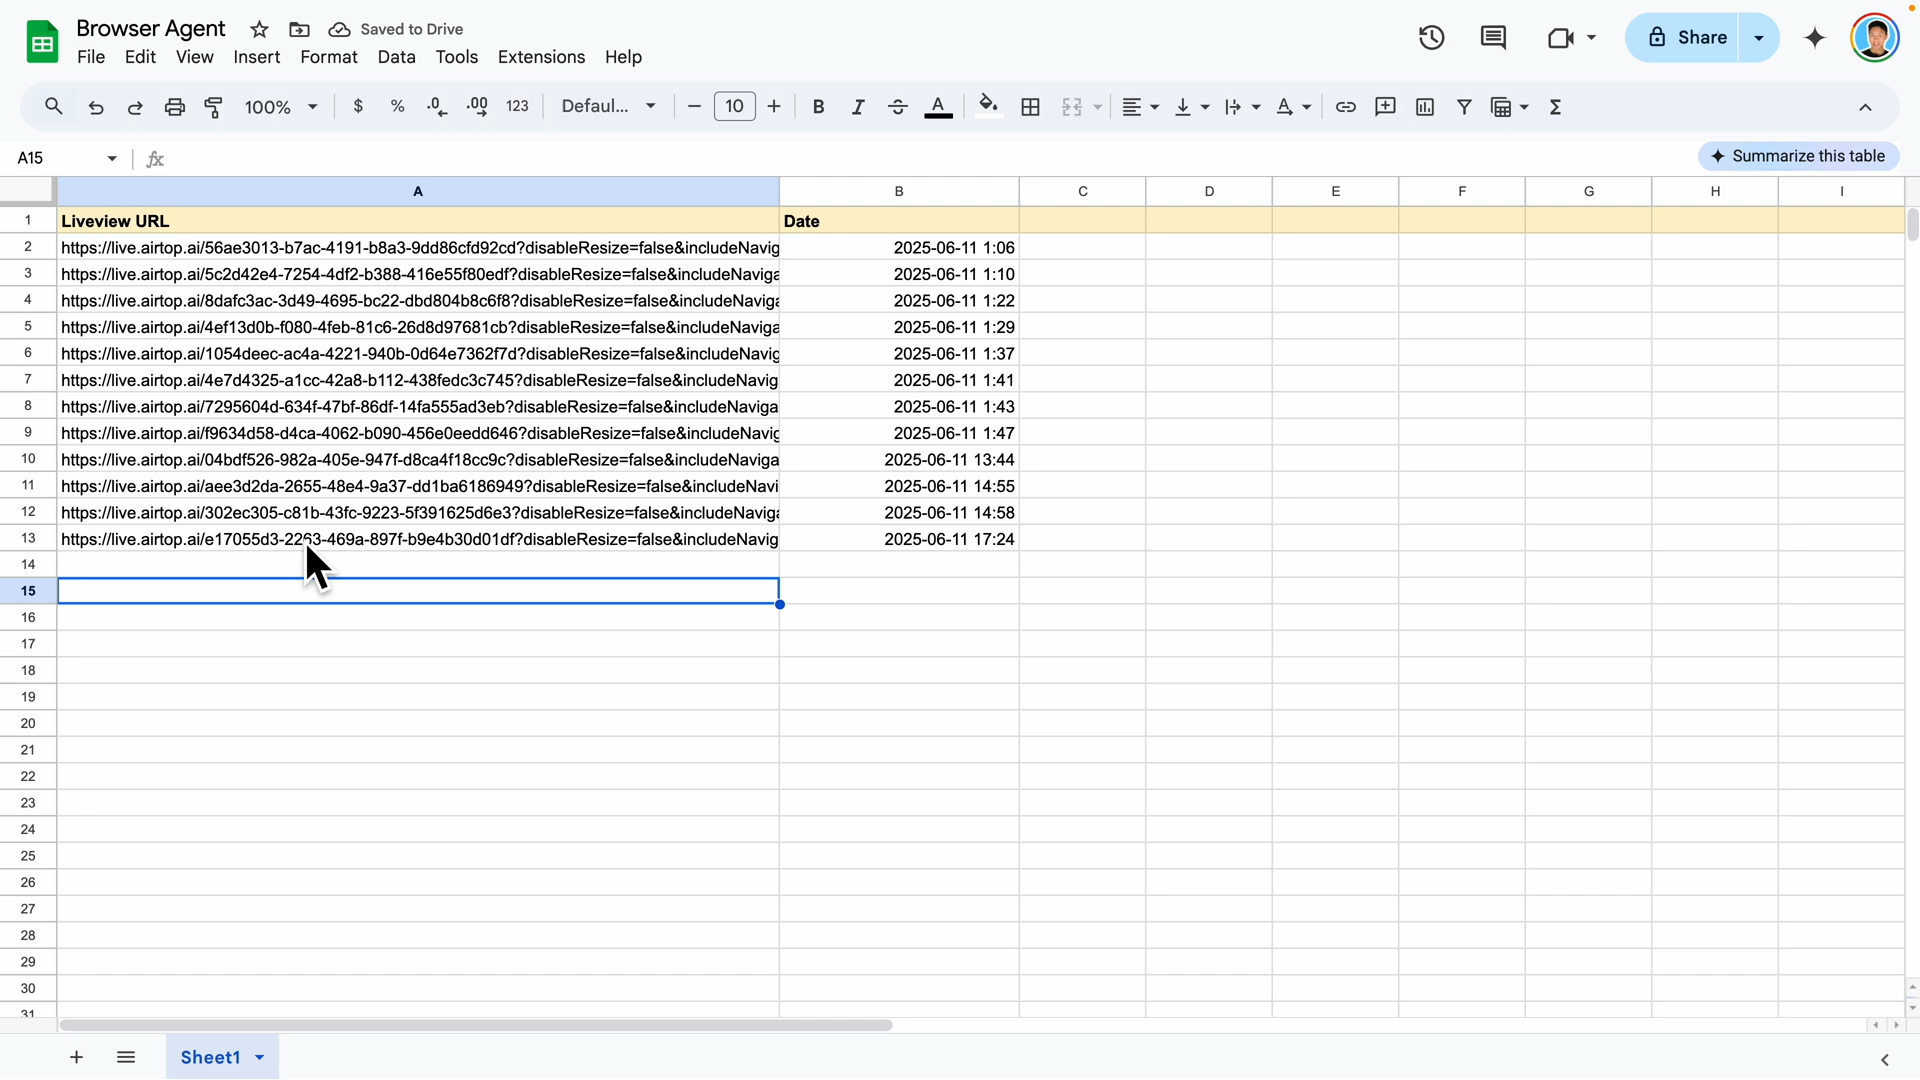 Browser Agent Saved to Drive
File Edit View Insert Format Data Tools Extensions Help
Share
100% $ % .0 .00 123 Defaul... 10 B I S A
A15 fx Summarize this table
A B C D E F G H I
1 Liveview URL Date
2 https://live.airtop.ai/56ae3013-b7ac-4191-b8a3-9dd86cfd92cd?disableResize=false&includeNavig 2025-06-11 1:06
3 https://live.airtop.ai/5c2d42e4-7254-4df2-b388-416e55f80edf?disableResize=false&includeNaviga 2025-06-11 1:10
4 https://live.airtop.ai/8dafc3ac-3d49-4695-bc22-dbd804b8c6f8?disableResize=false&includeNaviga 2025-06-11 1:22
5 https://live.airtop.ai/4ef13d0b-f080-4feb-81c6-26d8d97681cb?disableResize=false&includeNaviga 2025-06-11 1:29
6 https://live.airtop.ai/1054deec-ac4a-4221-940b-0d64e7362f7d?disableResize=false&includeNavig 2025-06-11 1:37
7 https://live.airtop.ai/4e7d4325-a1cc-42a8-b112-438fedc3c745?disableResize=false&includeNavig 2025-06-11 1:41
8 https://live.airtop.ai/7295604d-634f-47bf-86df-14fa555ad3eb?disableResize=false&includeNaviga 2025-06-11 1:43
9 https://live.airtop.ai/f9634d58-d4ca-4062-b090-456e0eedd646?disableResize=false&includeNavig 2025-06-11 1:47
10 https://live.airtop.ai/04bdf526-982a-405e-947f-d8ca4f18cc9c?disableResize=false&includeNaviga 2025-06-11 13:44
11 https://live.airtop.ai/aee3d2da-2655-48e4-9a37-dd1ba6186949?disableResize=false&includeNavi 2025-06-11 14:55
12 https://live.airtop.ai/302ec305-c81b-43fc-9223-5f391625d6e3?disableResize=false&includeNaviga 2025-06-11 14:58
13 https://live.airtop.ai/e17055d3-2263-469a-897f-b9e4b30d01df?disableResize=false&includeNavig 2025-06-11 17:24
14
15
16
17
18
19
20
21
22
23
24
25
26
27
28
29
30
31
Sheet1